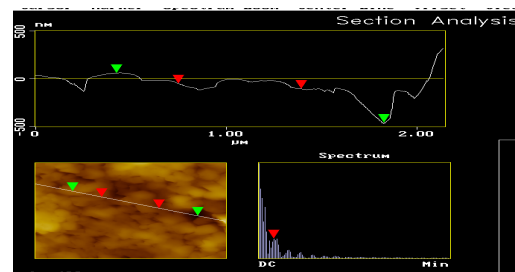 Section Analysis
nM
500
0
-500
0
1.00
2.00
µM
Spectrum
DC
Min